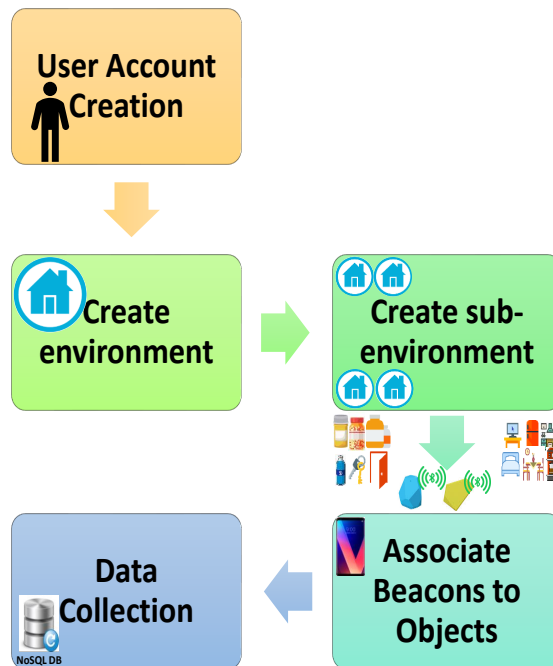 User Account
Creation
Create
environment
Create sub-
environment
Associate
Beacons to
Objects
Data
Collection
NoSQL DB